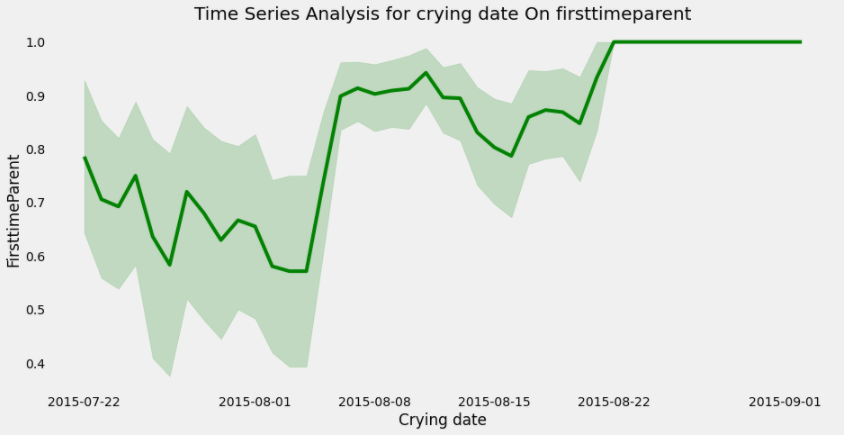 Time Series Analysis for crying date On firsttimeparent
1.0
0.9
0.8
0.7
0.6
0.5
0.4
FirsttimeParent
2015-07-22 2015-08-01 2015-08-08 2015-08-15 2015-08-22 2015-09-01
Crying date